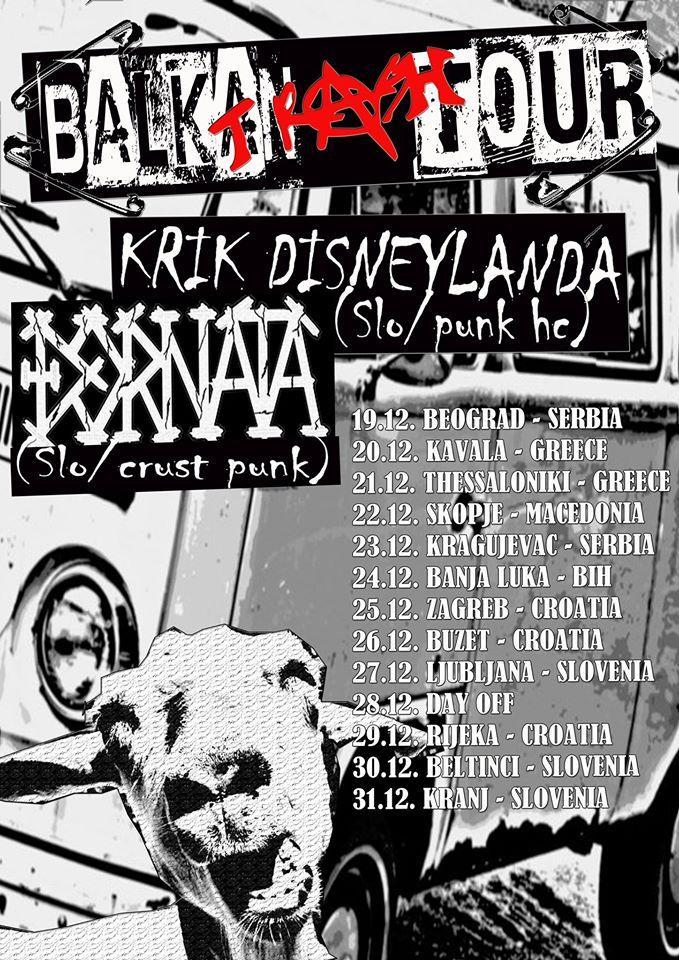 BALKAN TRASH TOUR
KRIK DISNEYLANDA
(Slo/ punk hc)
(Slo/ crust punk)
19.12. BEOGRAD - SERBIA
20.12. KAVALA - GREECE
21.12. THESSALONIKI - GREECE
22.12. SKOPJE - MACEDONIA
23.12. KRAGUJEVAC - SERBIA
24.12. BANJA LUKA - BIH
25.12. ZAGREB - CROATIA
26.12. BUZET - CROATIA
27.12. LJUBLJANA - SLOVENIA
28.12. DAY OFF
29.12. RIJEKA - CROATIA
30.12. BELTINCI - SLOVENIA
31.12. KRANJ - SLOVENIA